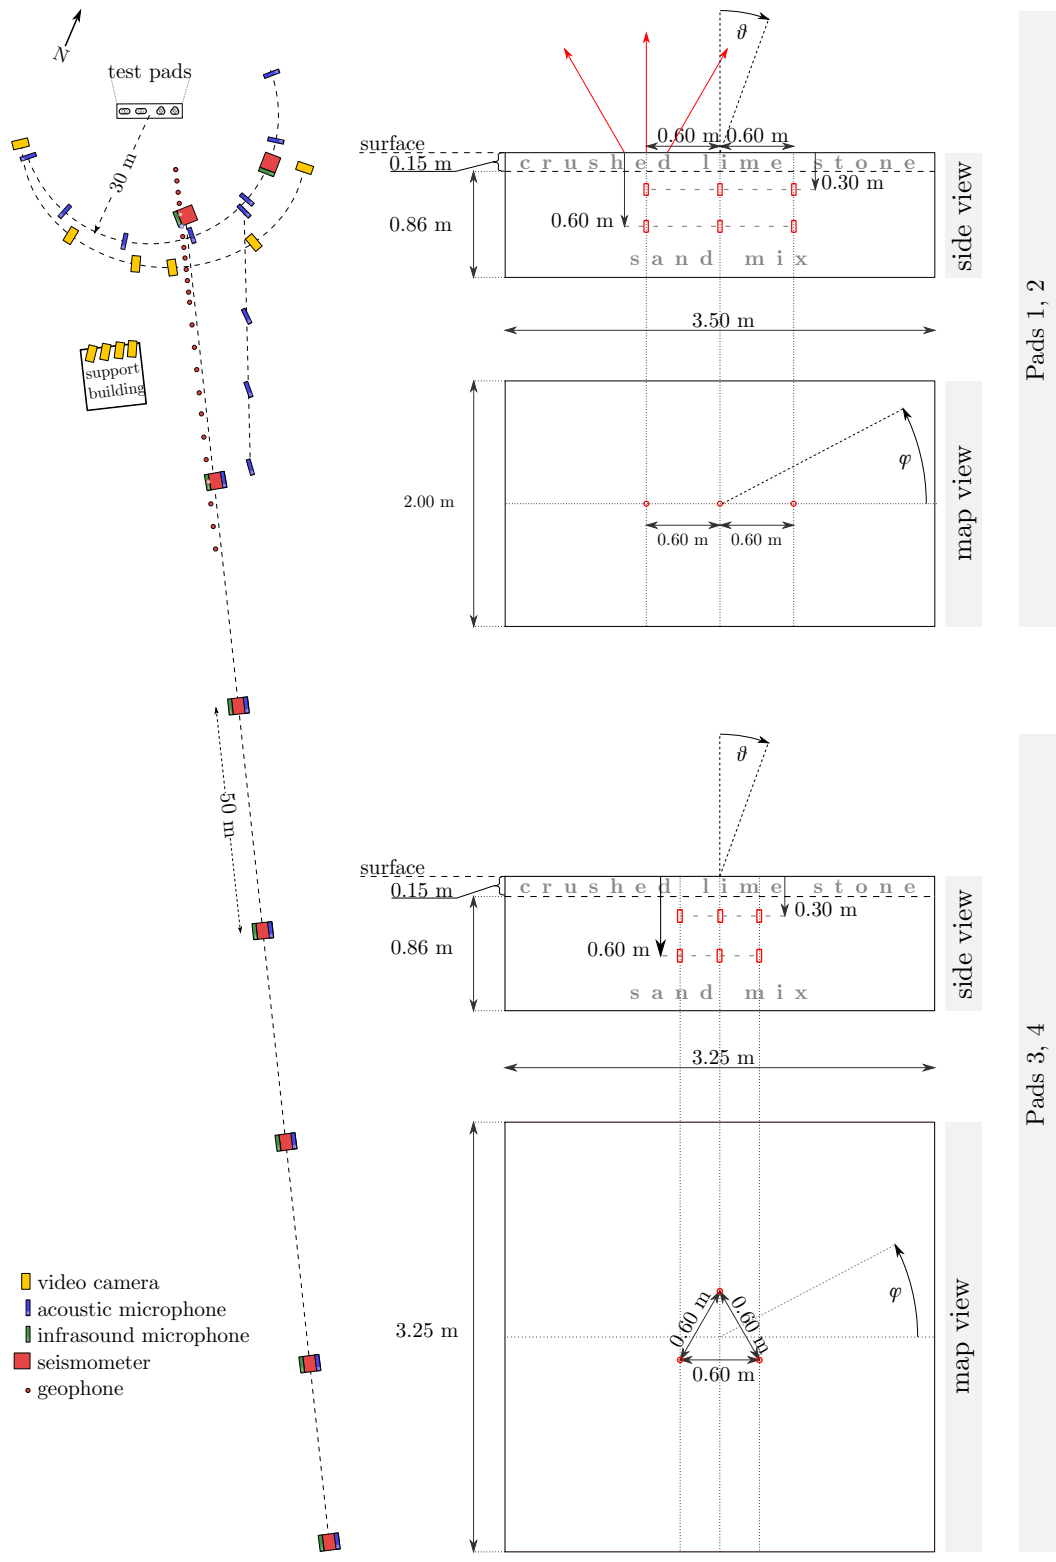 N
test pads
30 m
support
building
50 m
video camera
acoustic microphone
infrasound microphone
seismometer
geophone
ϑ
surface
0.60 m 0.60 m
0.15 m
crushed lime stone
0.30 m
0.60 m
0.86 m
sand mix
side view
3.50 m
Pads 1, 2
φ
2.00 m
0.60 m 0.60 m
map view
ϑ
surface
0.15 m
crushed lime stone
0.30 m
0.60 m
0.86 m
sand mix
side view
3.25 m
Pads 3, 4
φ
0.60 m
0.60 m
3.25 m
0.60 m
map view